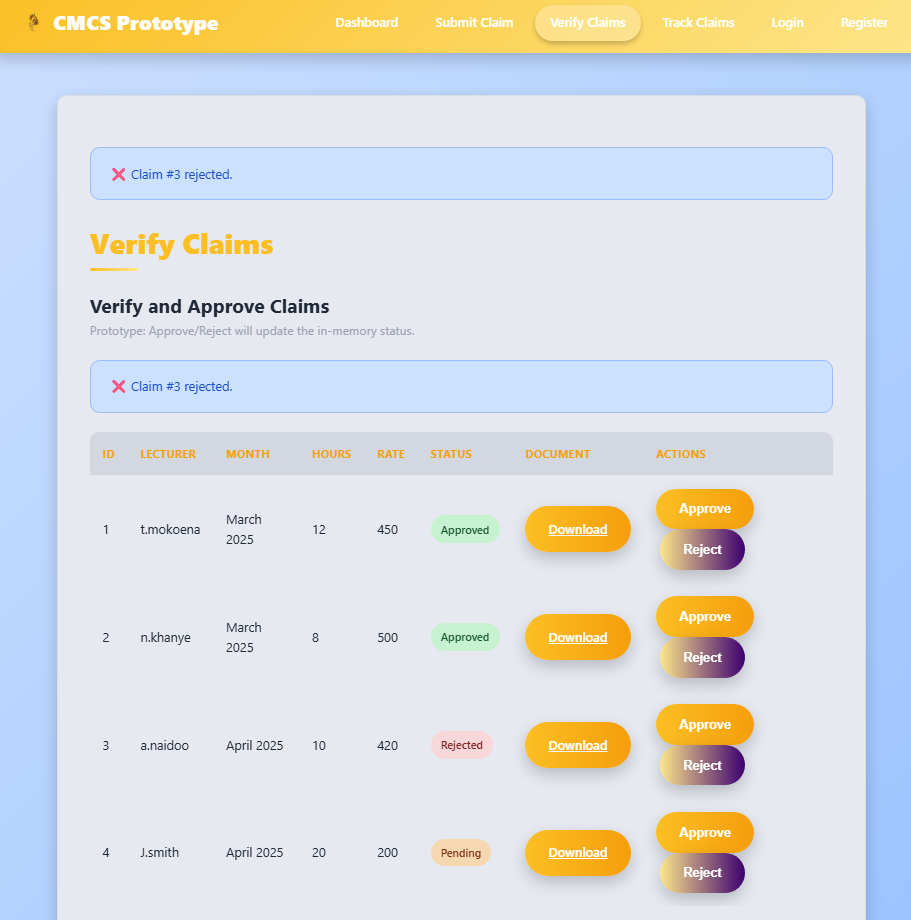 CMCS Prototype Dashboard Submit Claim Verify Claims Track Claims Login Register
❌ Claim #3 rejected.
Verify Claims
Verify and Approve Claims
Prototype: Approve/Reject will update the in-memory status.
❌ Claim #3 rejected.
ID LECTURER MONTH HOURS RATE STATUS DOCUMENT ACTIONS
1 t.mokoena March 2025 12 450 Approved Download Approve Reject
2 n.khanye March 2025 8 500 Approved Download Approve Reject
3 a.naidoo April 2025 10 420 Rejected Download Approve Reject
4 J.smith April 2025 20 200 Pending Download Approve Reject